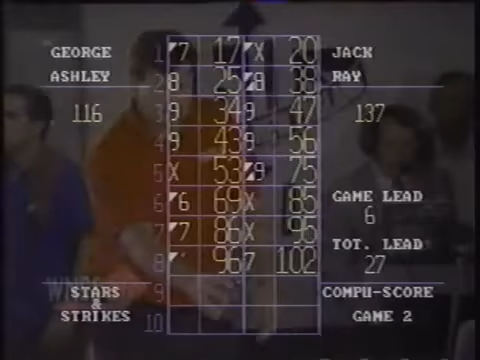 GEORGE JACK
ASHLEY RAY
116 137
1 7 17 X 20
2 8 25 8 38
3 9 34 9 47
4 9 43 9 56
5 X 53 9 75
6 6 69 X 85
7 7 86 X 95
8 96 7 102
9
10
GAME LEAD
6
TOT. LEAD
27
STARS
&
STRIKES
COMPU-SCORE
GAME 2